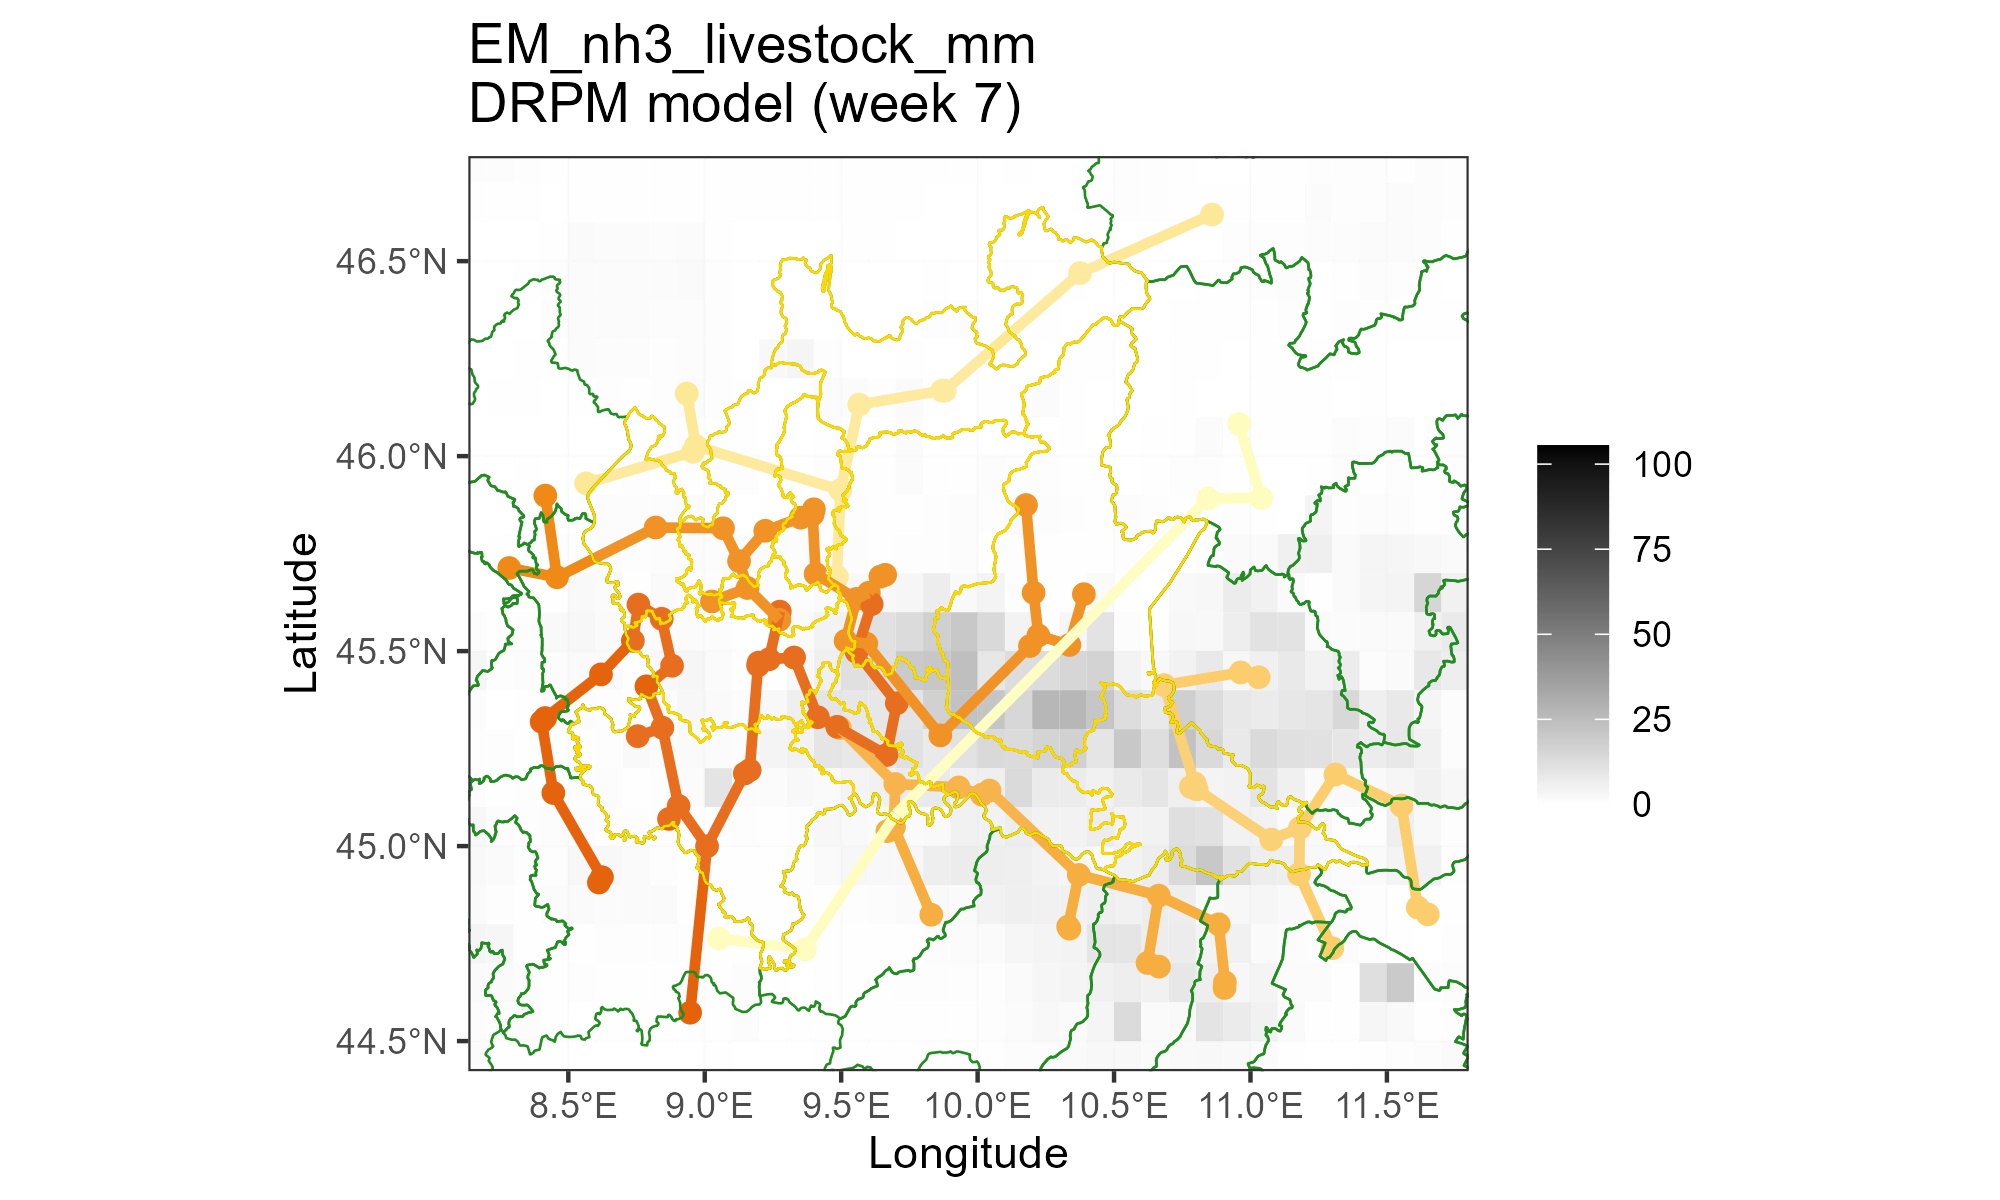 EM_nh3_livestock_mm
DRPM model (week 7)
46.5°N
46.0°N
45.5°N
45.0°N
44.5°N
Latitude
8.5°E
9.0°E
9.5°E
10.0°E
10.5°E
11.0°E
11.5°E
Longitude
100
75
50
25
0